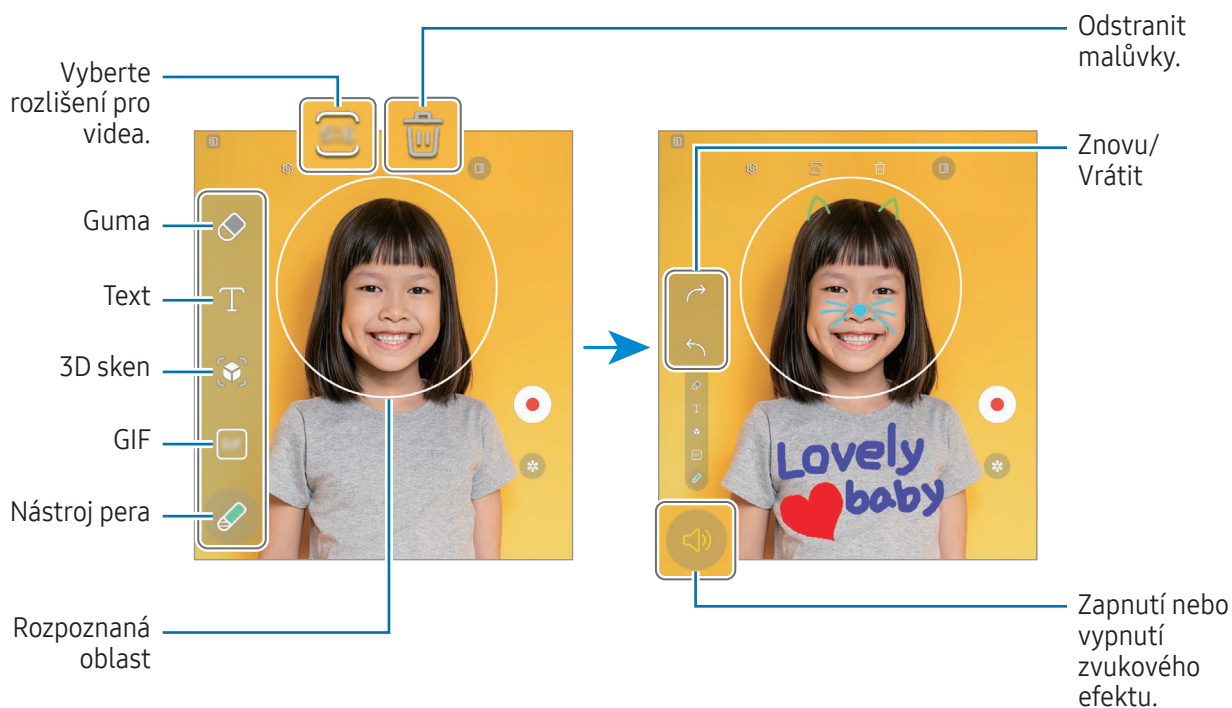 Vyberte
rozlišení pro
videa.
Guma
Text
3D sken
GIF
Nástroj pera
Rozpoznaná
oblast
Odstranit
malůvky.
Znovu/
Vrátit
T
T
Lovely
baby
Zapnutí nebo
vypnutí
zvukového
efektu.